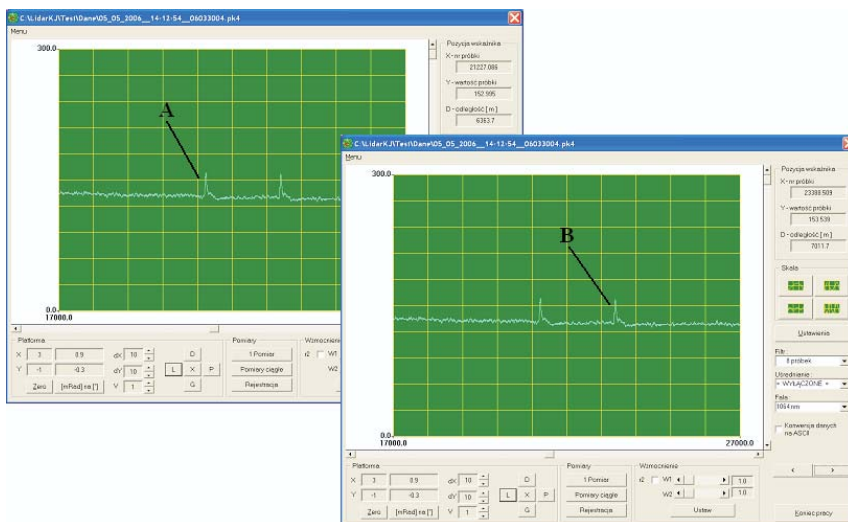 C:\LidarKJ\Test\Dane\05_05_2006__14-12-54__06033004.pk4
Menu
300.0
Pozycja wskaźnika
X - nr próbki
21227.086
Y - wartość próbki
152.995
D - odległość [ m ]
6363.7
A
0.0
17000.0
Platforma
X 3 0.9 dX 10 D
Y -1 -0.3 dY 10 L X P
Zero [mRad] na [°] V 1 G
Pomiary
1 Pomiar
Pomiary ciągłe
Rejestracja
Wzmocnienie
r2 W1
W2
C:\LidarKJ\Test\Dane\05_05_2006__14-12-54__06033004.pk4
Menu
300.0
Pozycja wskaźnika
X - nr próbki
23388.509
Y - wartość próbki
153.539
D - odległość [ m ]
7011.7
B
Skala
Ustawienia
Filtr :
8 próbek
Uśrednianie :
= WYŁĄCZONE =
Fala :
1064 nm
Konwersja danych
na ASCII
< >
Koniec pracy
0.0
17000.0 27000.0
Platforma
X 3 0.9 dX 10 D
Y -1 -0.3 dY 10 L X P
Zero [mRad] na [°] V 1 G
Pomiary
1 Pomiar
Pomiary ciągłe
Rejestracja
Wzmocnienie
r2 W1 1.0
W2 1.0
Ustaw